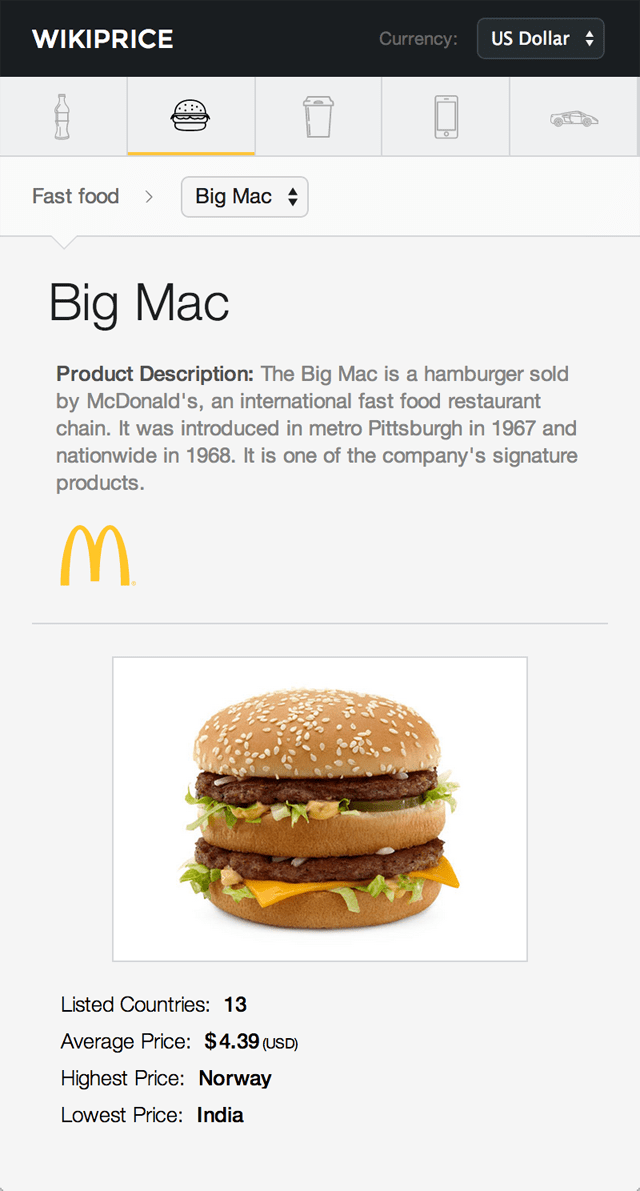 WIKIPRICE
Currency: US Dollar
Fast food > Big Mac
Big Mac
Product Description: The Big Mac is a hamburger sold
by McDonald's, an international fast food restaurant
chain. It was introduced in metro Pittsburgh in 1967 and
nationwide in 1968. It is one of the company's signature
products.
Listed Countries: 13
Average Price: $4.39 (USD)
Highest Price: Norway
Lowest Price: India